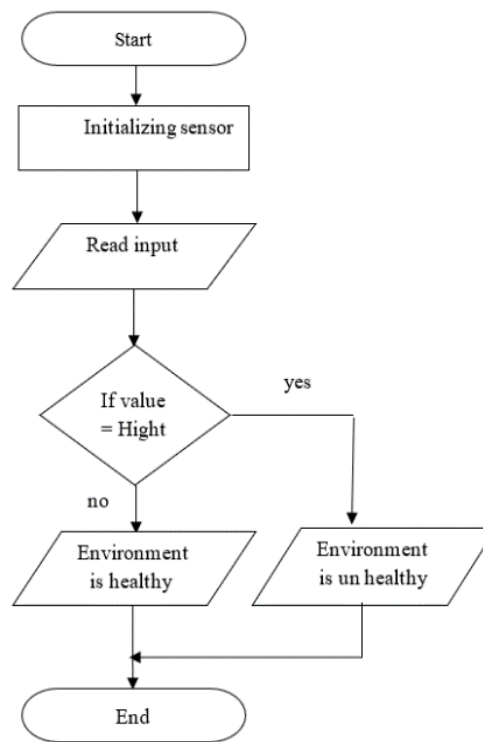 Start
Initializing sensor
Read input
If value
= Hight
yes
no
Environment
is healthy
Environment
is un healthy
End